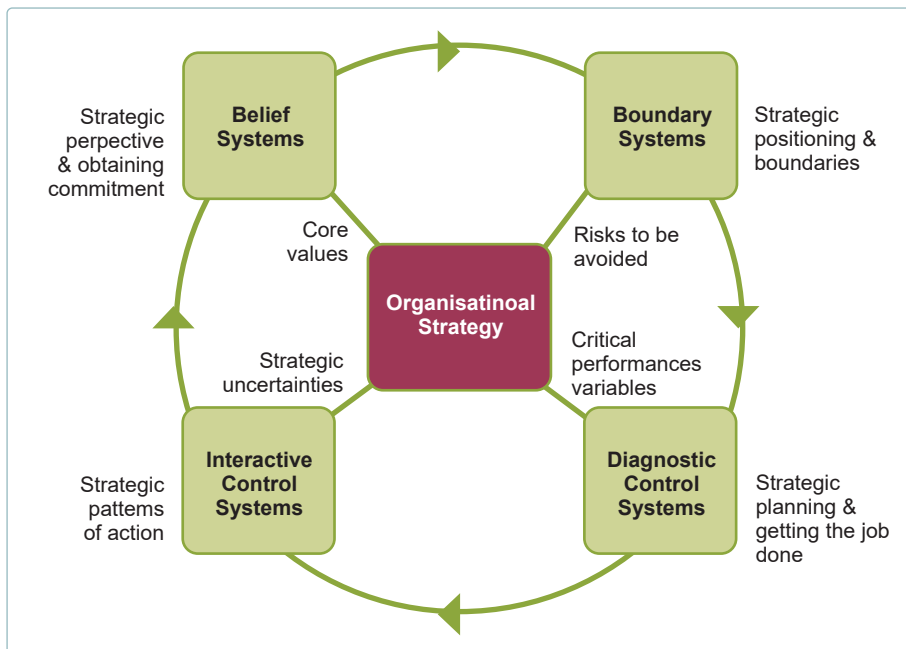 Belief
Systems
Boundary
Systems
Strategic
perpective
& obtaining
commitment
Strategic
positioning &
boundaries
Core
values
Risks to be
avoided
Organisatinoal
Strategy
Strategic
uncertainties
Critical
performances
variables
Interactive
Control
Systems
Diagnostic
Control
Systems
Strategic
pattems
of action
Strategic
planning &
getting the job
done